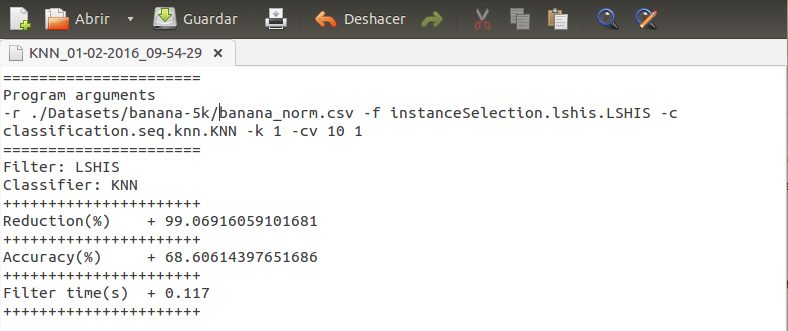 Abrir
Guardar
Deshacer
KNN_01-02-2016_09-54-29
======================
Program arguments
-r ./Datasets/banana-5k/banana_norm.csv -f instanceSelection.lshis.LSHIS -c
classification.seq.knn.KNN -k 1 -cv 10 1
======================
Filter: LSHIS
Classifier: KNN
++++++++++++++++++++++
Reduction(%)    + 99.06916059101681
++++++++++++++++++++++
Accuracy(%)     + 68.60614397651686
++++++++++++++++++++++
Filter time(s)  + 0.117
++++++++++++++++++++++